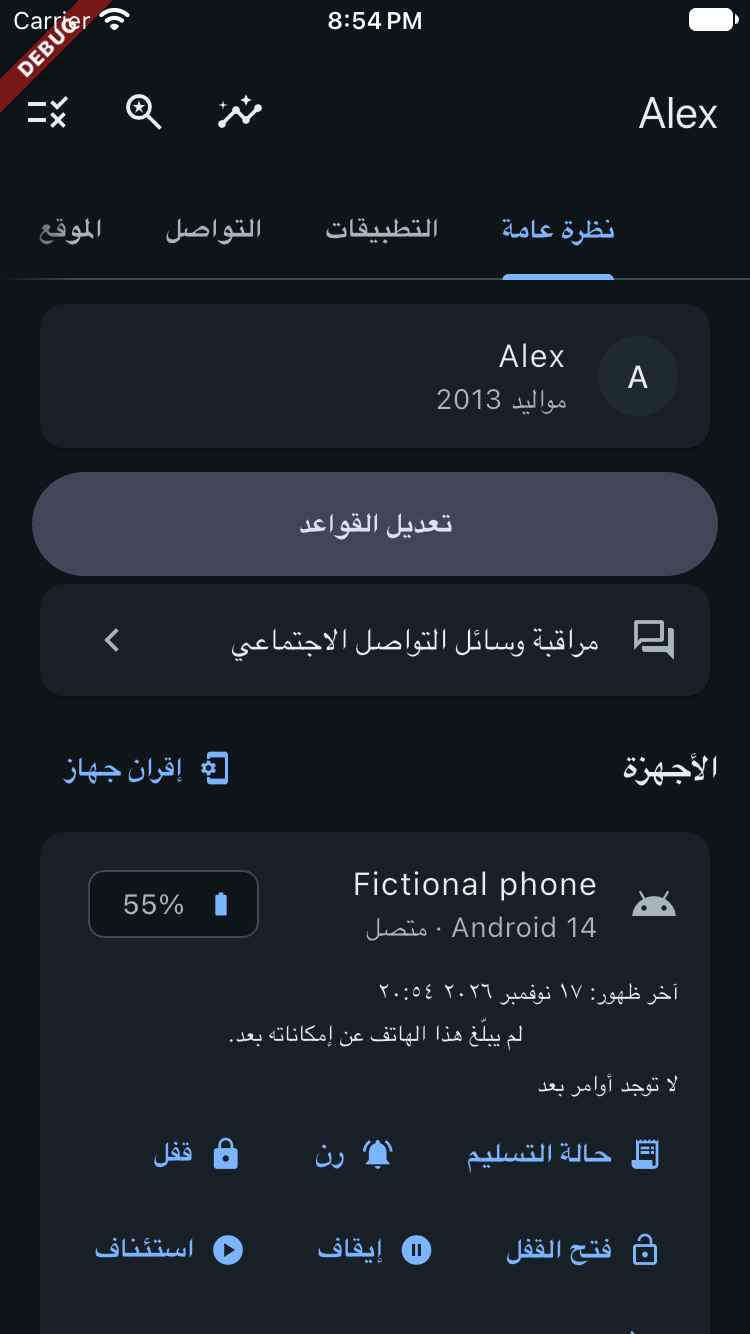 Carrier 8:54 PM
DEBUG
Alex
نظرة عامة التطبيقات التواصل الموقع
A
Alex
مواليد 2013
تعديل القواعد
مراقبة وسائل التواصل الاجتماعي
الأجهزة إقران جهاز
Fictional phone 55%
Android 14 · متصل
آخر ظهور: ١٧ نوفمبر ٢٠٢٦ ٢٠:٥٤
لم يبلّغ هذا الهاتف عن إمكاناته بعد.
لا توجد أوامر بعد
حالة التسليم رن قفل
فتح القفل إيقاف استئناف